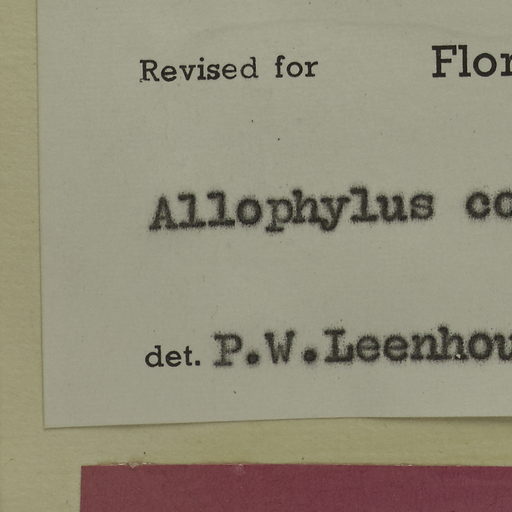 Revised for Flor
Allophylus co
det. P.W.Leenhou